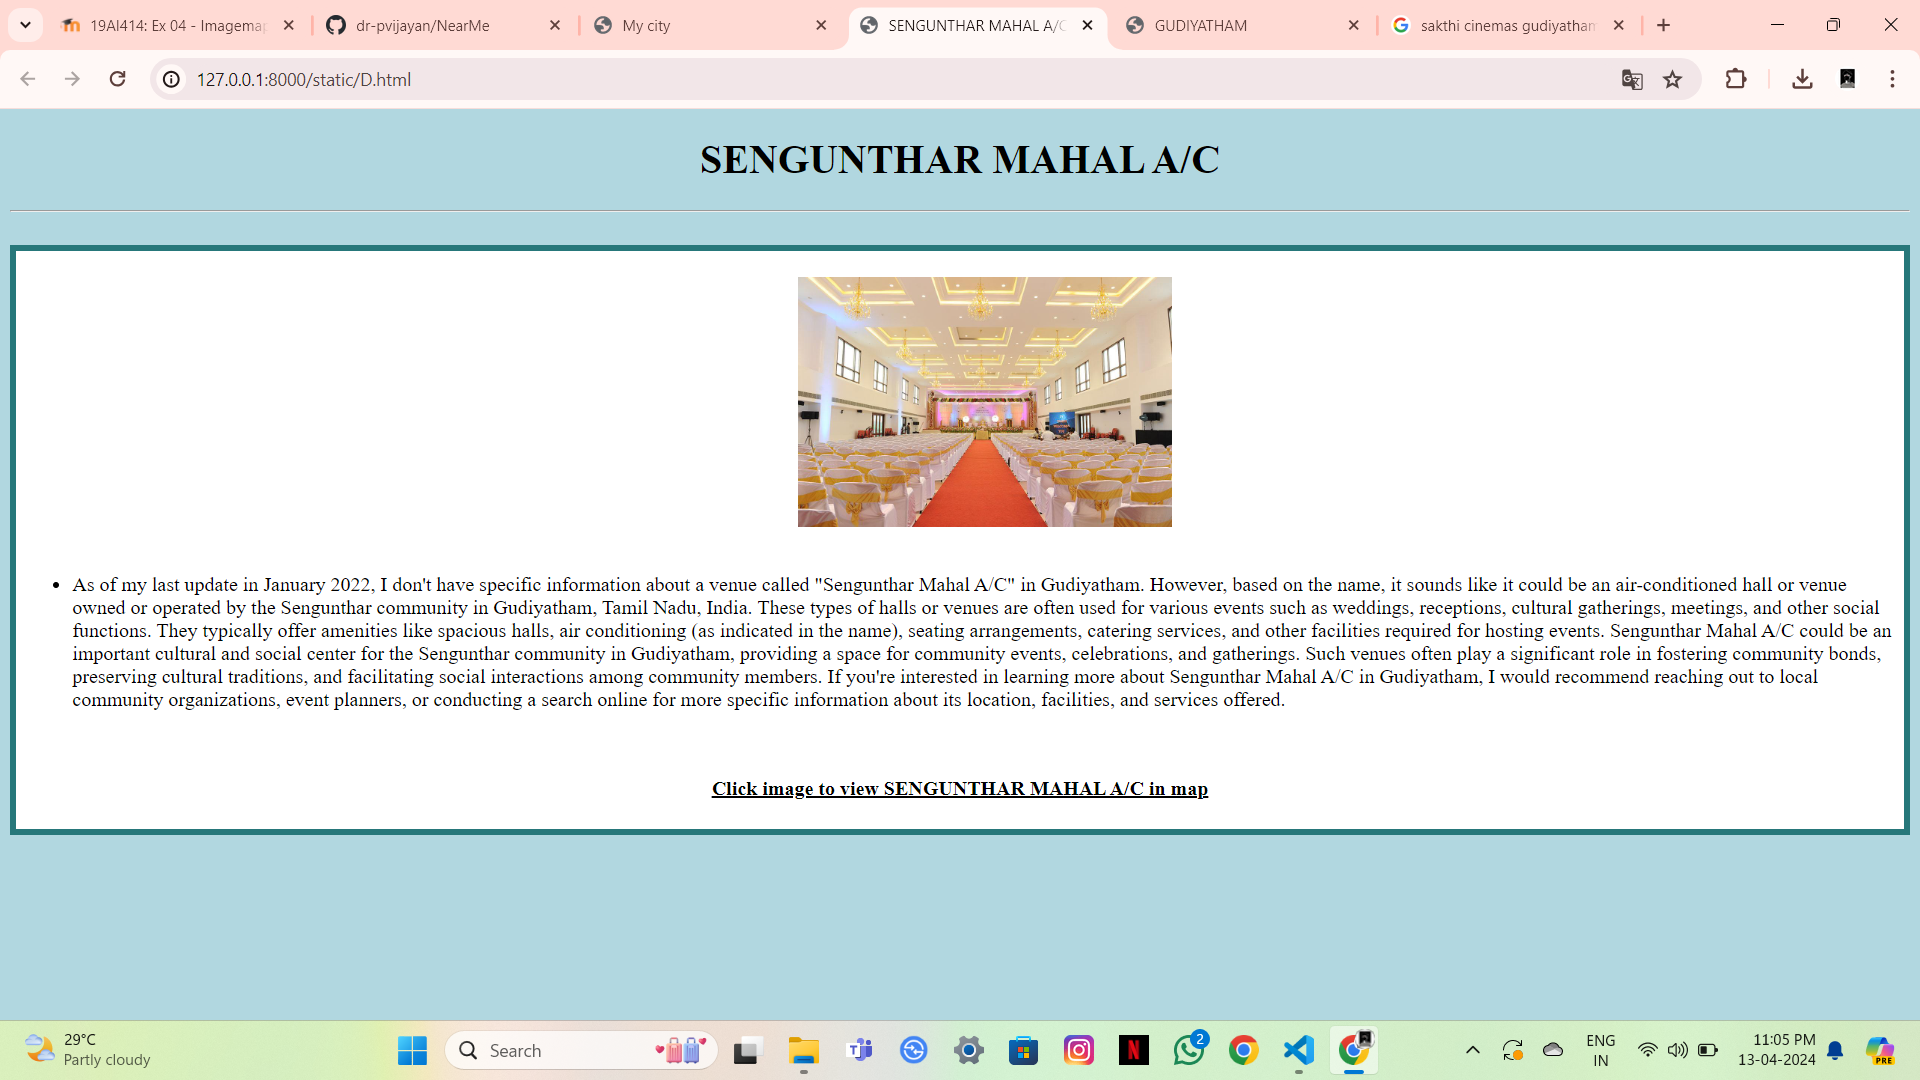 19AI414: Ex 04 - Imagemap
dr-pvijayan/NearMe
My city
SENGUNTHAR MAHAL A/C
GUDIYATHAM
sakthi cinemas gudiyatham
127.0.0.1:8000/static/D.html
SENGUNTHAR MAHAL A/C
As of my last update in January 2022, I don't have specific information about a venue called "Sengunthar Mahal A/C" in Gudiyatham. However, based on the name, it sounds like it could be an air-conditioned hall or venue
owned or operated by the Sengunthar community in Gudiyatham, Tamil Nadu, India. These types of halls or venues are often used for various events such as weddings, receptions, cultural gatherings, meetings, and other social
functions. They typically offer amenities like spacious halls, air conditioning (as indicated in the name), seating arrangements, catering services, and other facilities required for hosting events. Sengunthar Mahal A/C could be an
important cultural and social center for the Sengunthar community in Gudiyatham, providing a space for community events, celebrations, and gatherings. Such venues often play a significant role in fostering community bonds,
preserving cultural traditions, and facilitating social interactions among community members. If you're interested in learning more about Sengunthar Mahal A/C in Gudiyatham, I would recommend reaching out to local
community organizations, event planners, or conducting a search online for more specific information about its location, facilities, and services offered.
Click image to view SENGUNTHAR MAHAL A/C in map
29°C
Partly cloudy
Search
2
ENG
IN
11:05 PM
13-04-2024
PRE